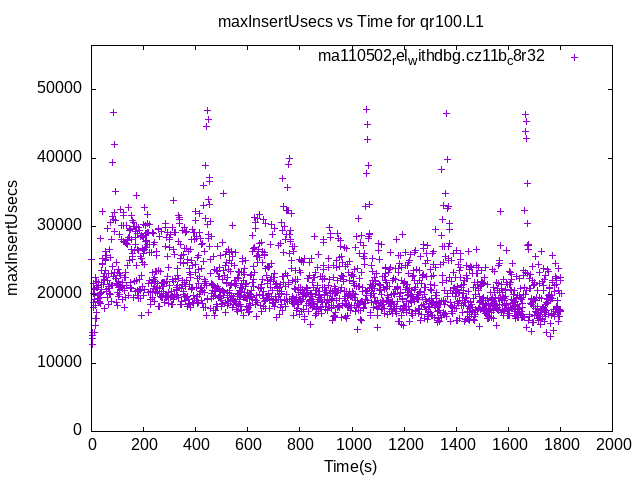 maxInsertUsecs vs Time for qr100.L1
ma110502_rel_withdbg.cz11b_c8r32
50000
40000
30000
20000
10000
0
maxInsertUsecs
0 200 400 600 800 1000 1200 1400 1600 1800 2000
Time(s)